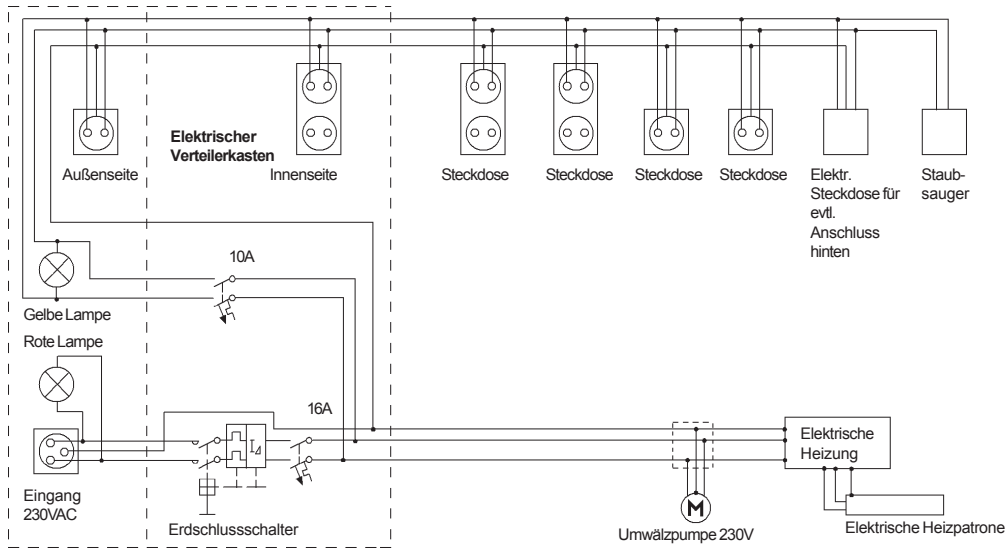 Elektrischer
Verteilerkasten
Außenseite
Innenseite
Steckdose
Steckdose
Steckdose
Steckdose
Elektr.
Steckdose für
evtl.
Anschluss
hinten
Staub-
sauger
10A
Gelbe Lampe
Rote Lampe
16A
I
Elektrische
Heizung
M
Eingang
230VAC
Erdschlussschalter
Umwälzpumpe 230V
Elektrische Heizpatrone